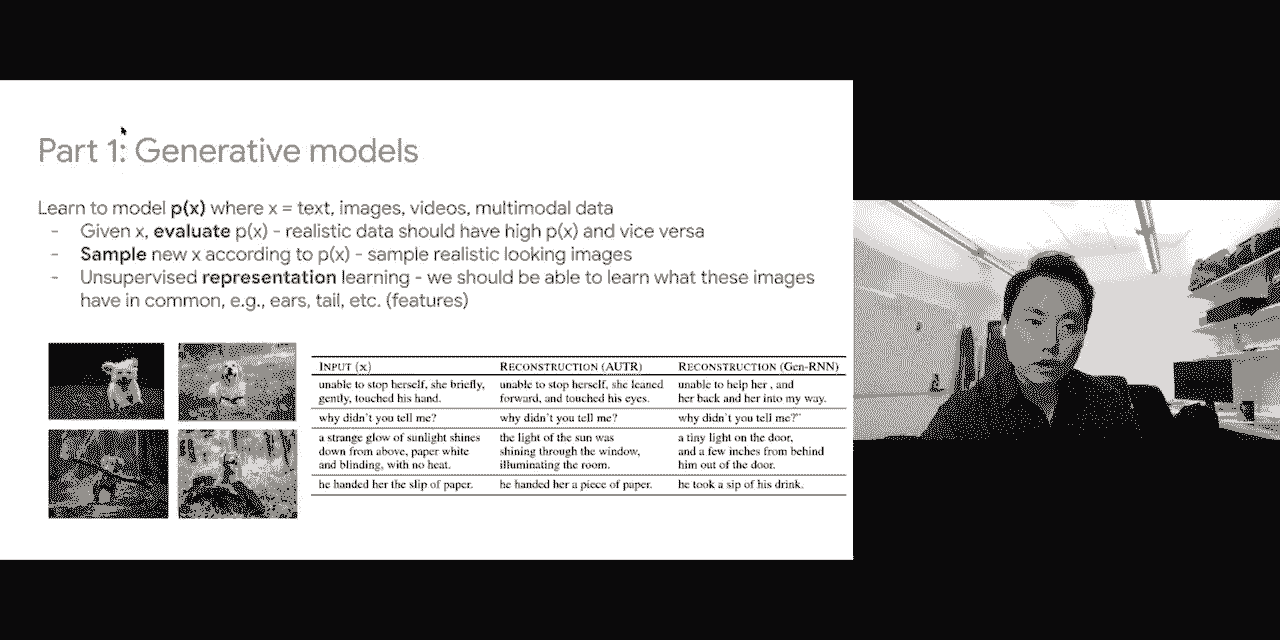 Part 1: Generative models
Learn to model p(x) where x = text, images, videos, multimodal data
- Given x, evaluate p(x) - realistic data should have high p(x) and vice versa
- Sample new x according to p(x) - sample realistic looking images
- Unsupervised representation learning - we should be able to learn what these images
have in common, e.g., ears, tail, etc. (features)
INPUT (x) RECONSTRUCTION (AUTR) RECONSTRUCTION (Gen-RNN)
unable to stop herself, she briefly, unable to stop herself, she leaned unable to help her , and
gently, touched his hand. forward, and touched his eyes. her back and her into my way.
why didn't you tell me? why didn't you tell me? why didn't you tell me?"
a strange glow of sunlight shines the light of the sun was a tiny light on the door,
down from above, paper white shining through the window, and a few inches from behind
and blinding, with no heat. illuminating the room. him out of the door.
he handed her the slip of paper. he handed her a piece of paper. he took a sip of his drink.